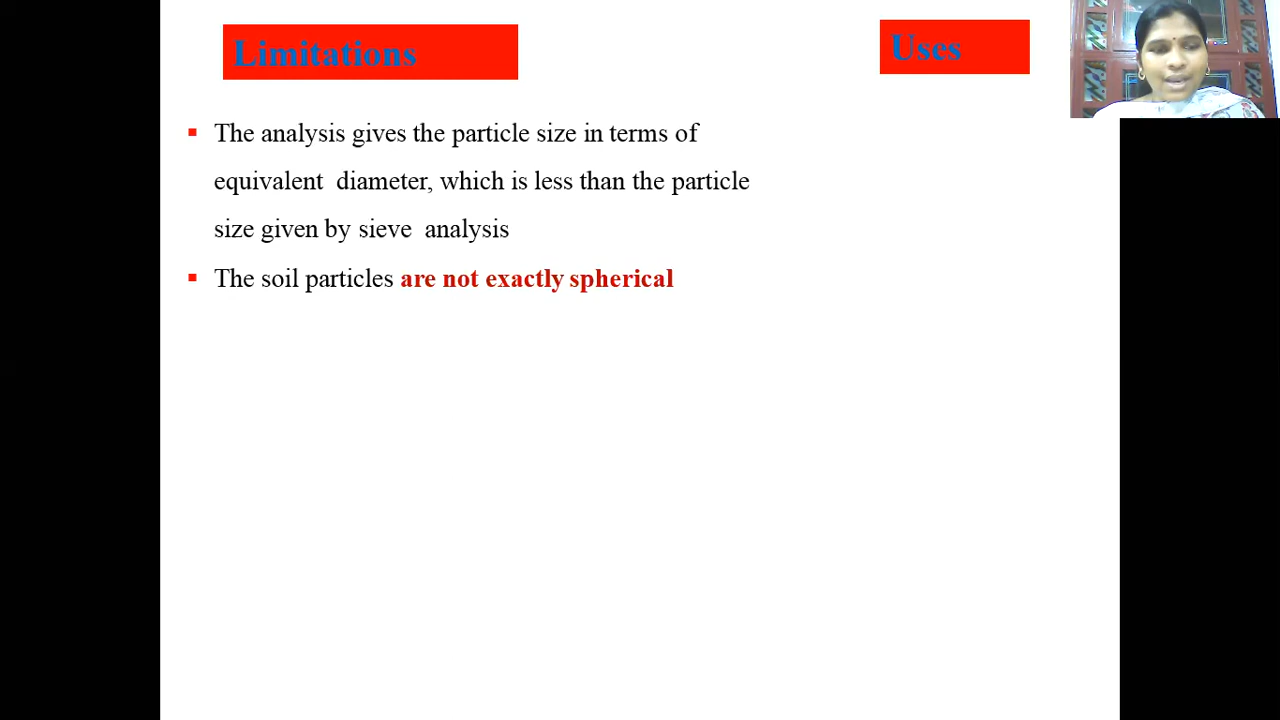 Limitations
Uses
The analysis gives the particle size in terms of
equivalent diameter, which is less than the particle
size given by sieve analysis
The soil particles are not exactly spherical